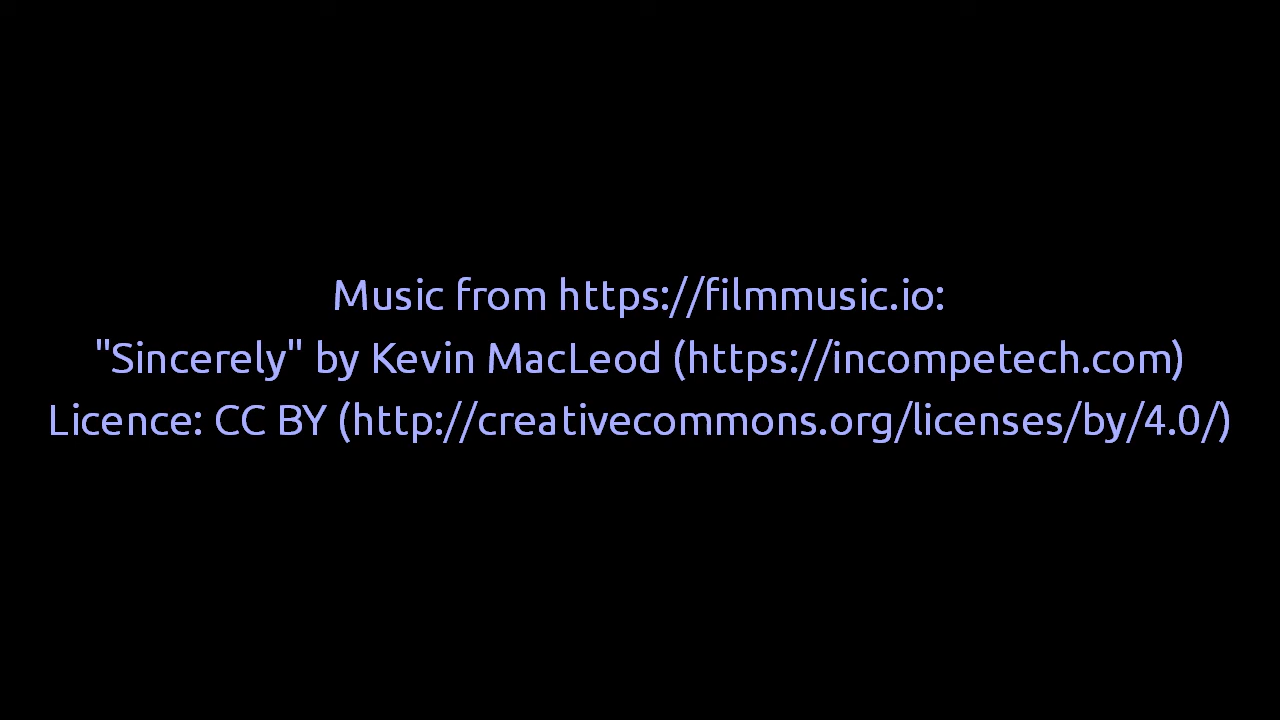 Music from https://filmmusic.io:
"Sincerely" by Kevin MacLeod (https://incompetech.com)
Licence: CC BY (http://creativecommons.org/licenses/by/4.0/)